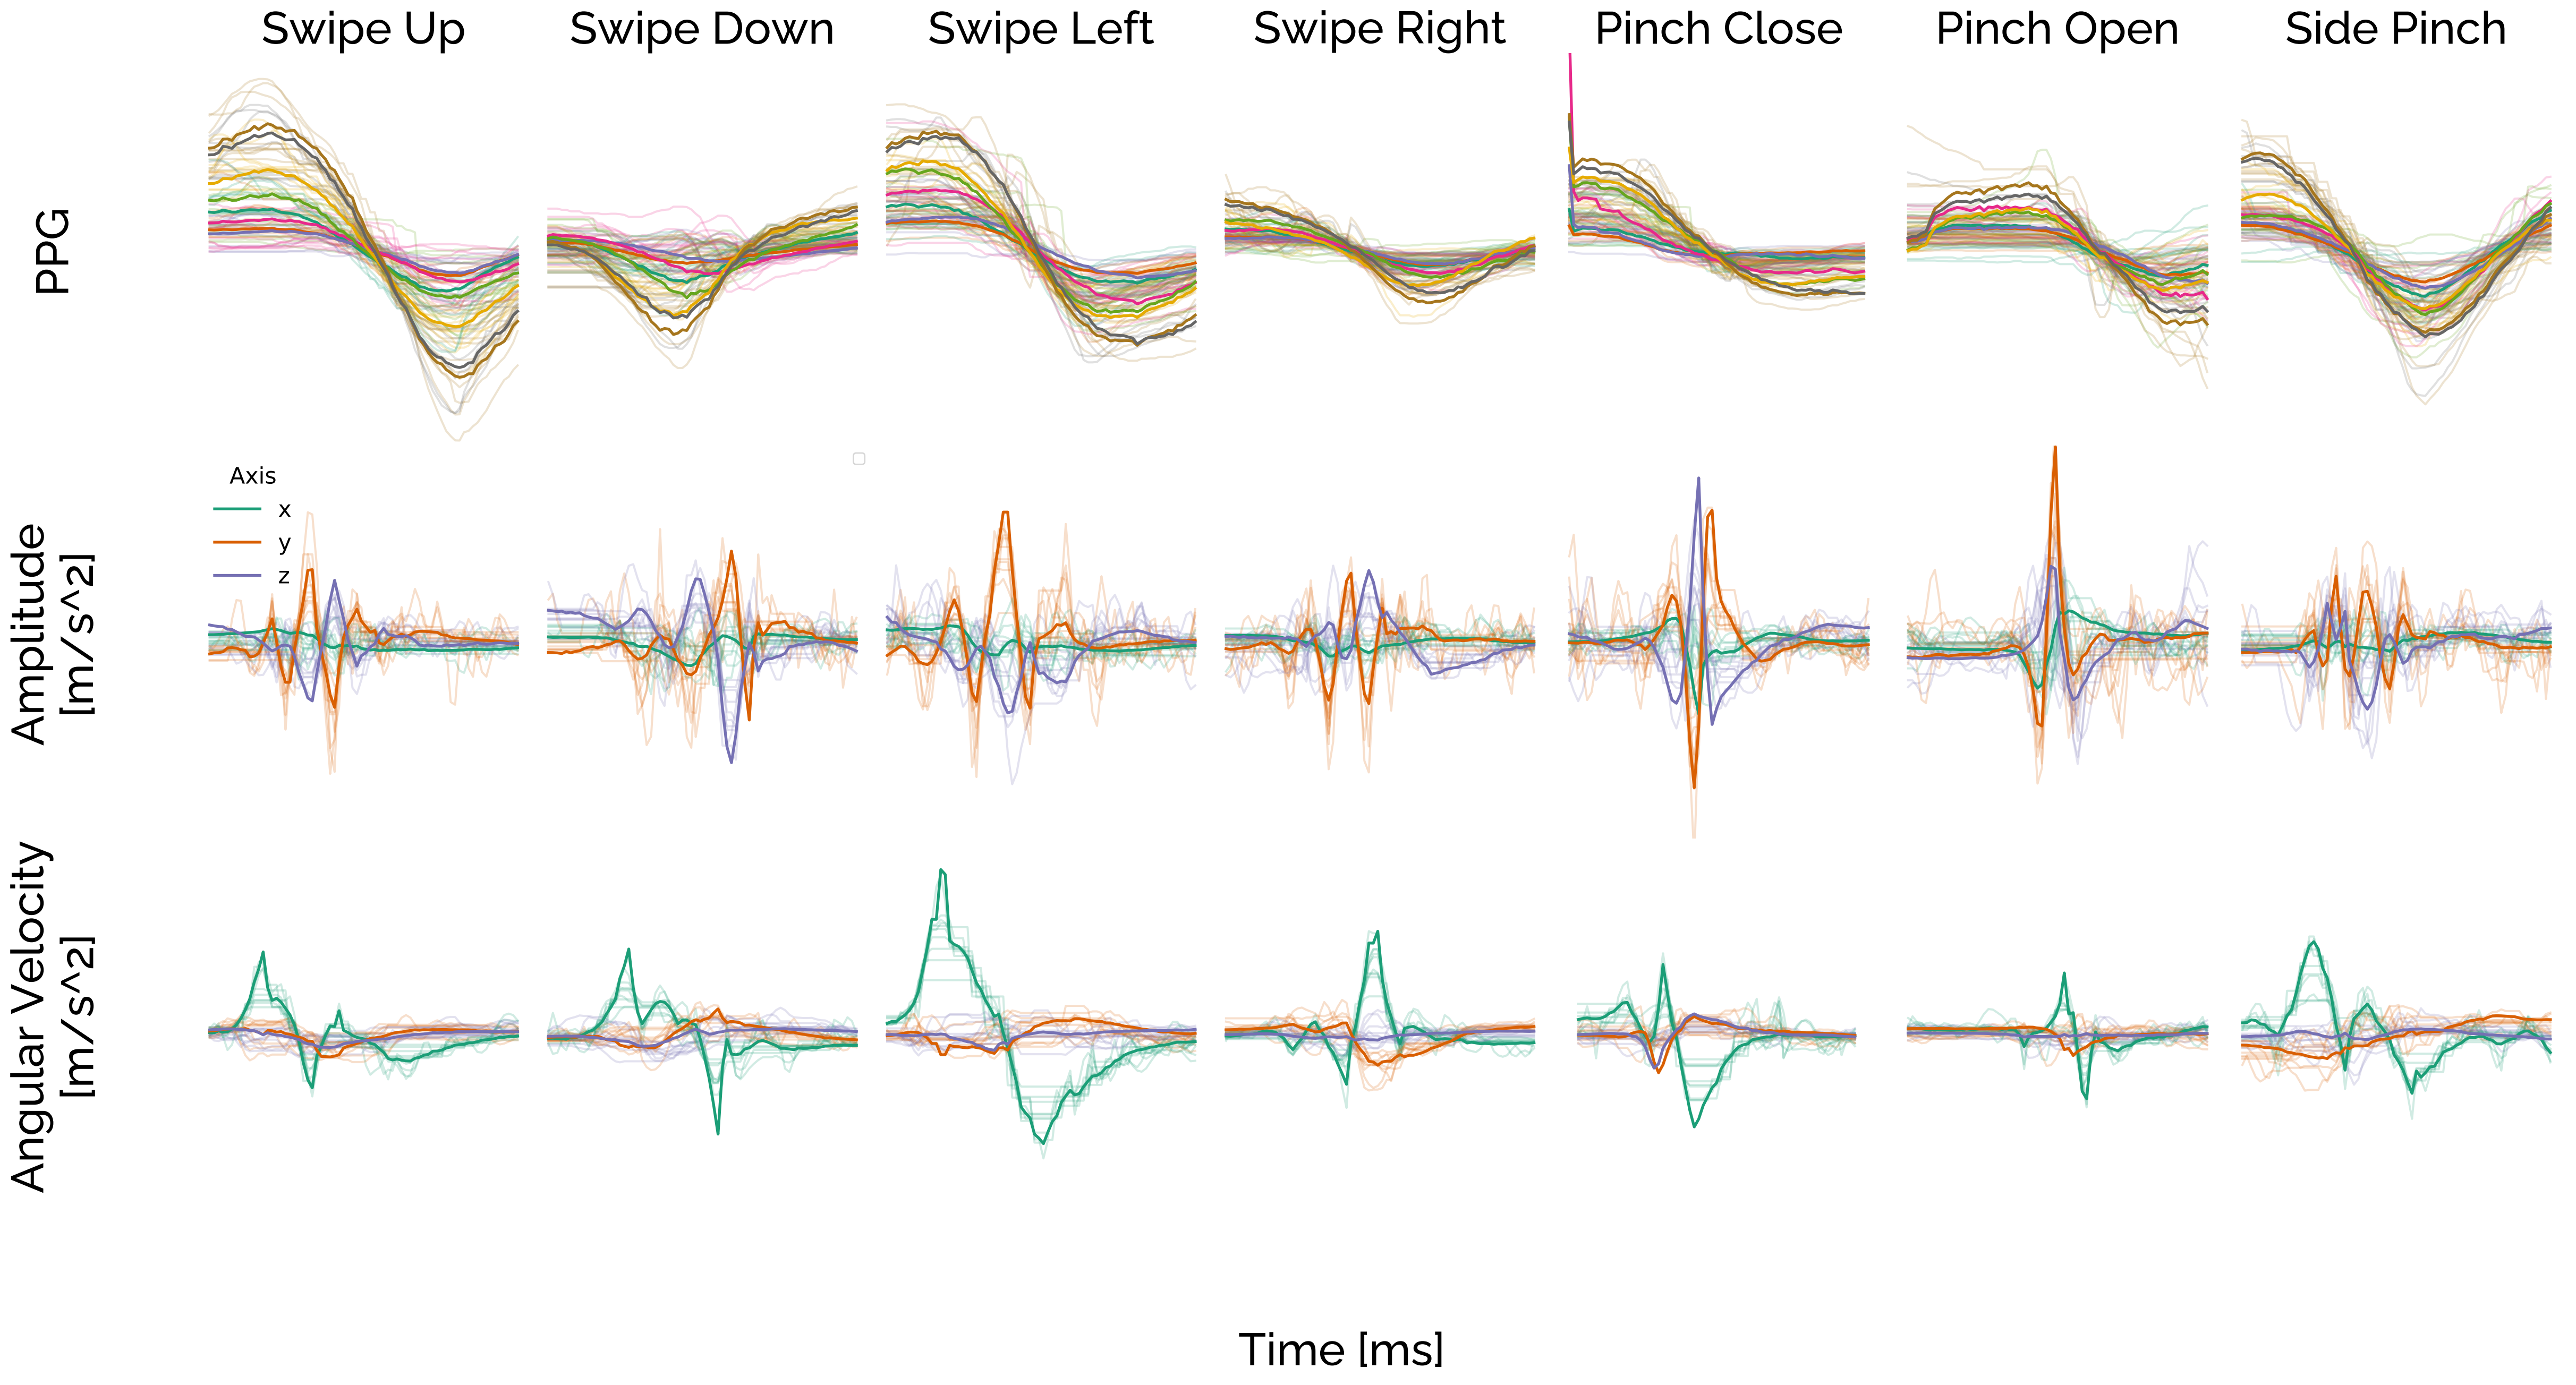 Swipe Up
Swipe Down
Swipe Left
Swipe Right
Pinch Close
Pinch Open
Side Pinch
PPG
Amplitude
[m/s^2]
Axis
x
y
z
Angular Velocity
[m/s^2]
Time [ms]